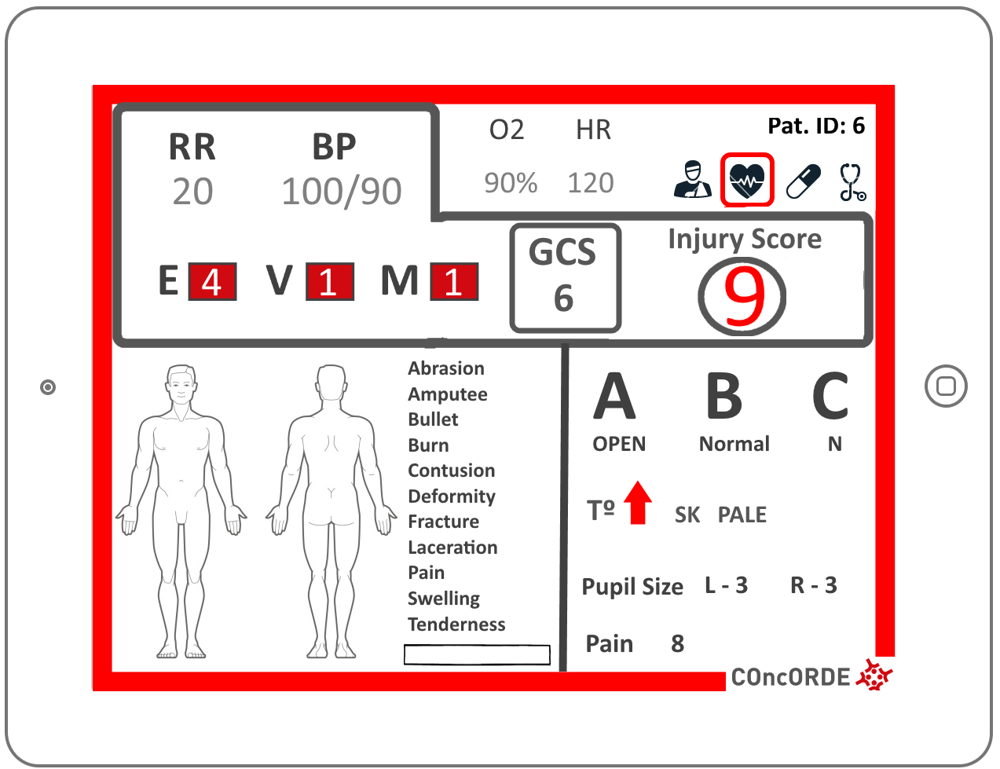 RR BP
20 100/90
O2 HR
90% 120
Pat. ID: 6
E 4 V 1 M 1
GCS
6
Injury Score
9
Abrasion
Amputee
Bullet
Burn
Contusion
Deformity
Fracture
Laceration
Pain
Swelling
Tenderness
A B C
OPEN Normal N
Tº SK PALE
Pupil Size L - 3 R - 3
Pain 8
COncORDE